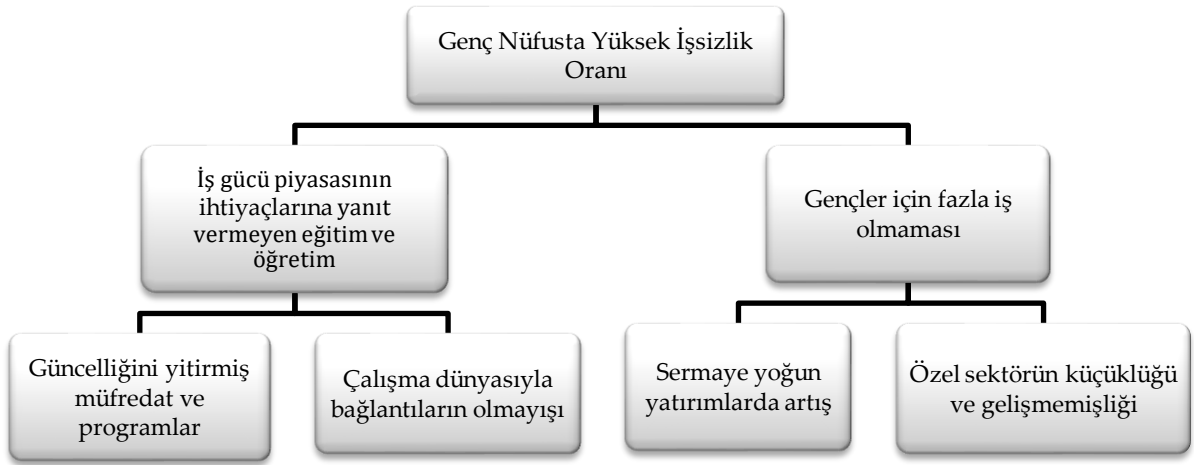 Genç Nüfusta Yüksek İşsizlik
Oranı
İş gücü piyasasının
ihtiyaçlarına yanıt
vermeyen eğitim ve
öğretim
Gençler için fazla iş
olmaması
Güncelliğini yitirmiş
müfredat ve
programlar
Çalışma dünyasıyla
bağlantıların olmayışı
Sermaye yoğun
yatırımlarda artış
Özel sektörün küçüklüğü
ve gelişmemişliği